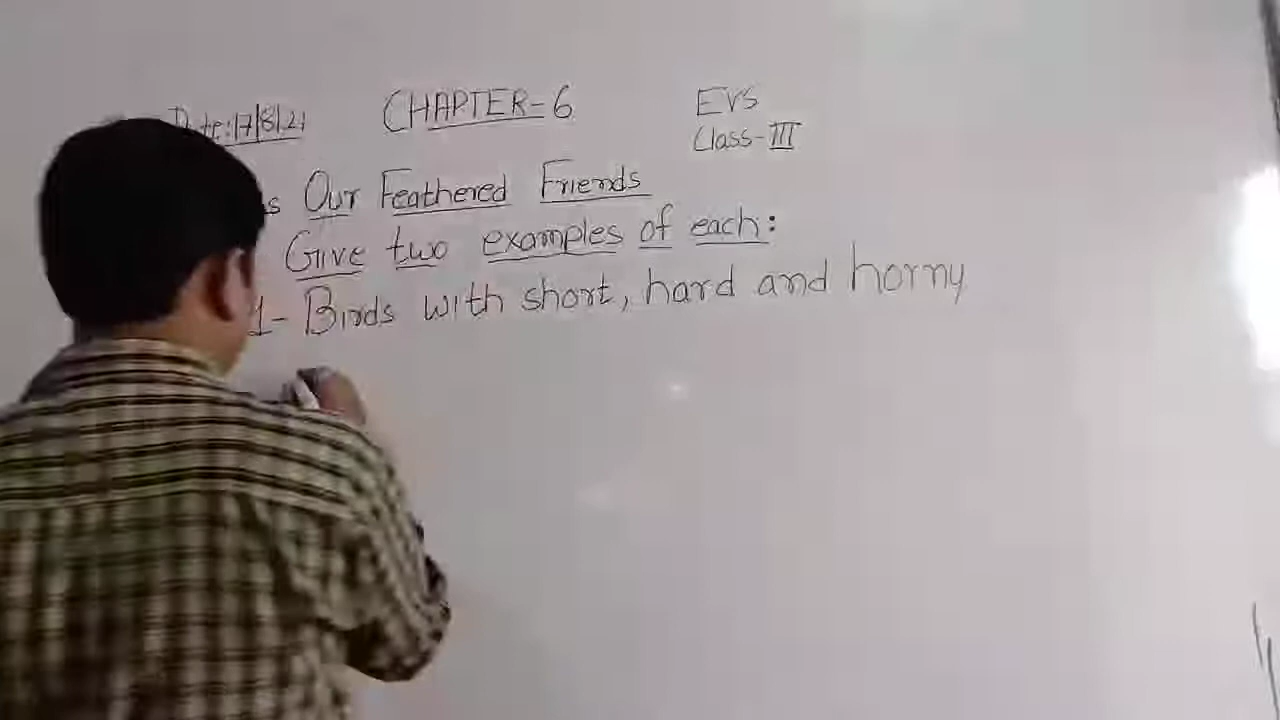 Date:17/8/21 CHAPTER-6 EVS
Class-III
Our Feathered Friends
Give two examples of each:
1- Birds with short, hard and horny